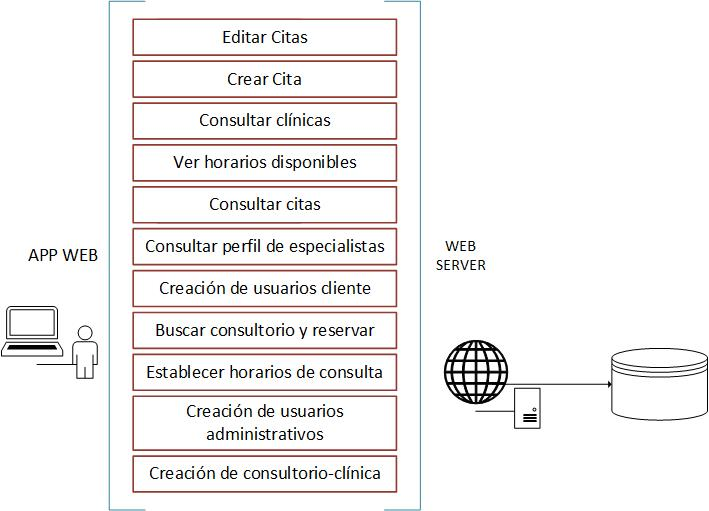 Editar Citas
Crear Cita
Consultar clínicas
Ver horarios disponibles
Consultar citas
APP WEB
Consultar perfil de especialistas
WEB
SERVER
Creación de usuarios cliente
Buscar consultorio y reservar
Establecer horarios de consulta
Creación de usuarios
administrativos
Creación de consultorio-clínica